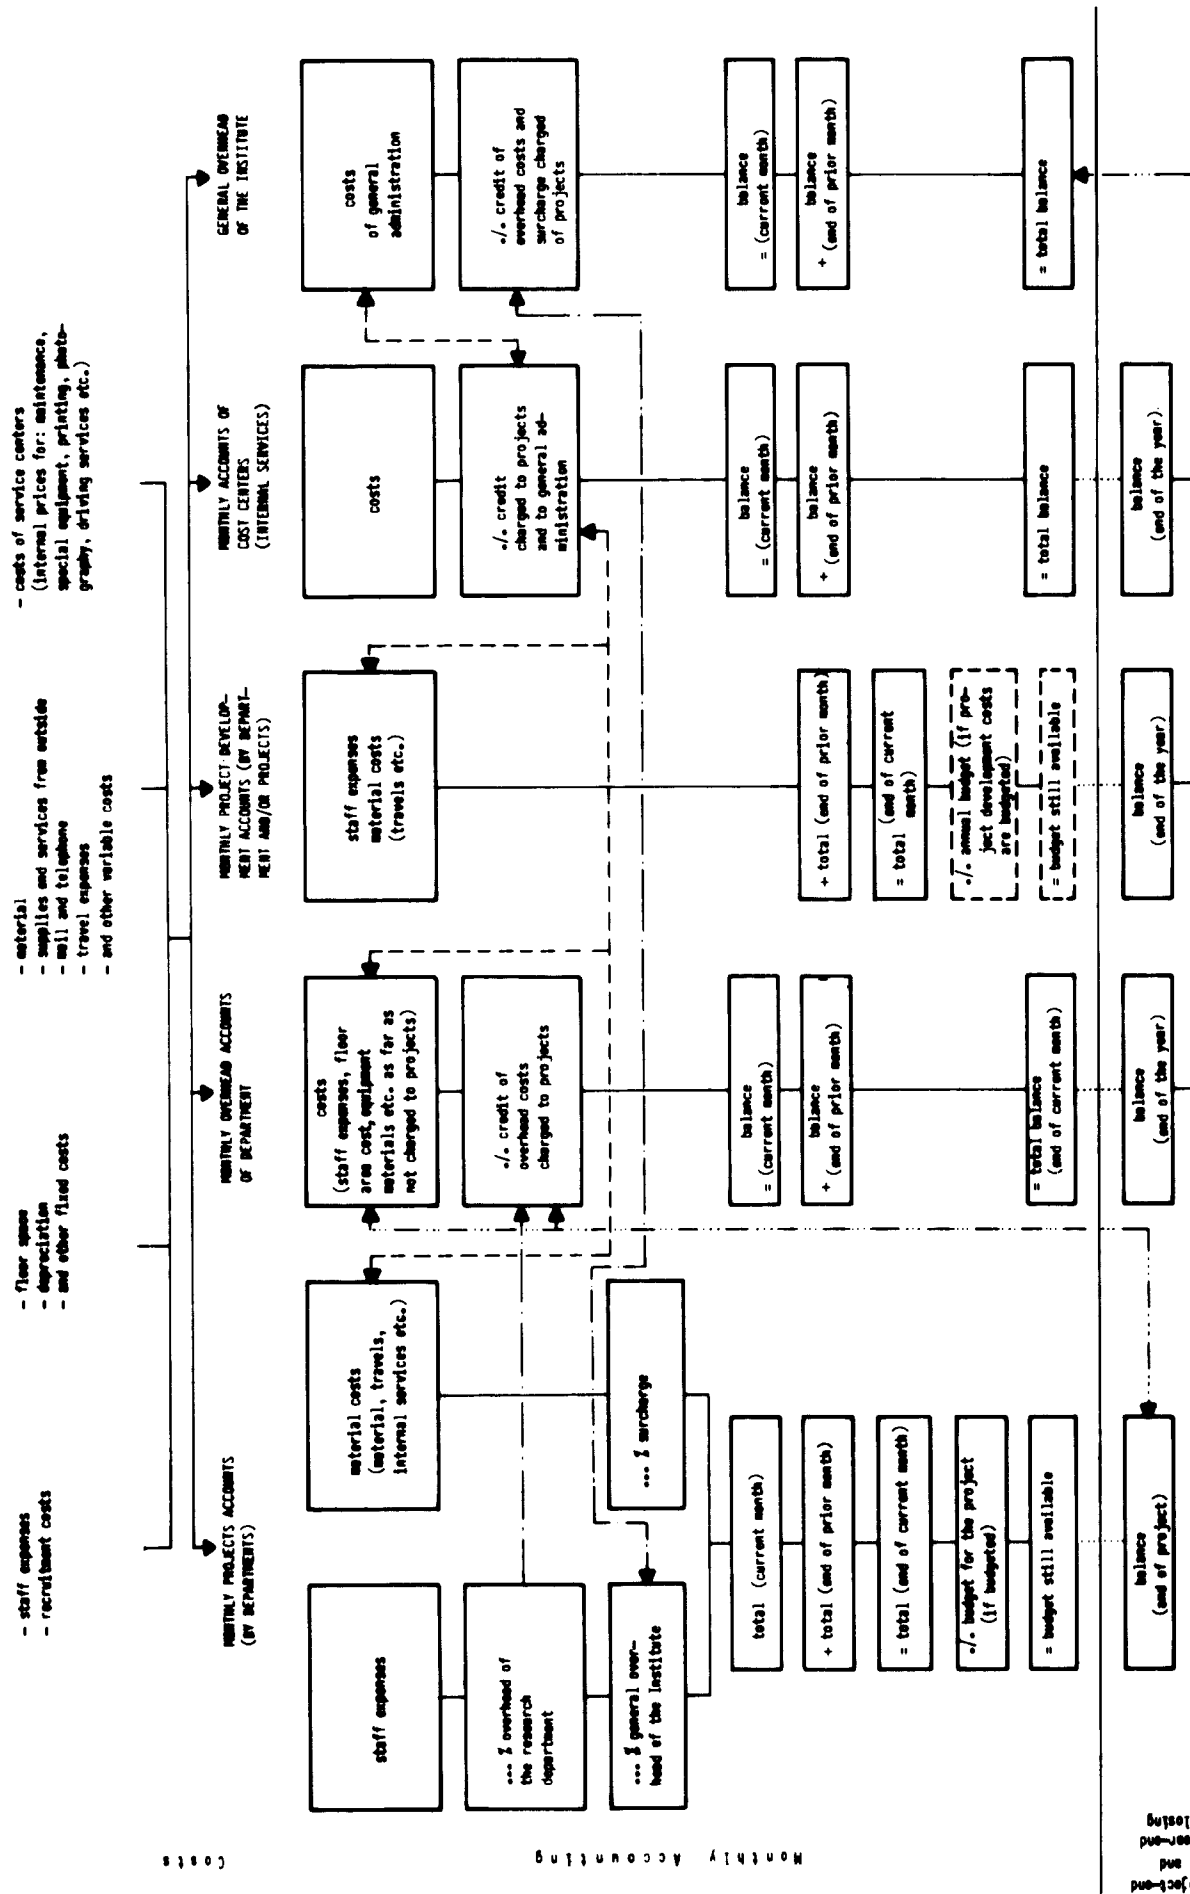 Costs
- staff expenses
- recruitment costs
- floor space
- depreciation
- and other fixed costs
- material
- supplies and services from outside
- mail and telephone
- travel expenses
- and other variable costs
- costs of service centers
(internal prices for: maintenance,
special equipment, printing, photo-
graphy, driving services etc.)
MONTHLY PROJECTS ACCOUNTS
(BY DEPARTMENTS)
MONTHLY OVERHEAD ACCOUNTS
OF DEPARTMENT
MONTHLY PROJECT DEVELOP-
MENT ACCOUNTS (BY DEPART-
MENT AND/OR PROJECTS)
MONTHLY ACCOUNTS OF
COST CENTERS
(INTERNAL SERVICES)
GENERAL OVERHEAD
OF THE INSTITUTE
Monthly Accounting
staff expenses
... % overhead of
the research
department
... % general over-
head of the Institute
material costs
(material, travels,
internal services etc.)
... % surcharge
total (current month)
+ total (end of prior month)
= total (end of current month)
./. budget for the project
(if budgeted)
= budget still available
balance
(end of project)
costs
(staff expenses, floor
area cost, equipment
materials etc. as far as
not charged to projects)
./. credit of
overhead costs
charged to projects
balance
= (current month)
balance
+ (end of prior month)
= total balance
(end of current month)
balance
(end of the year)
staff expenses
material costs
(travels etc.)
+ total (end of prior month)
(end of current
= total
month)
./. annual budget (if pro-
ject development costs
are budgeted)
= budget still available
balance
(end of the year)
costs
./. credit
charged to projects
and to general ad-
ministration
balance
= (current month)
balance
+ (end of prior month)
= total balance
balance
(end of the year)
costs
of general
administration
./. credit of
overhead costs and
surcharge charged
of projects
balance
= (current month)
balance
+ (end of prior month)
= total balance
ject-end
and
ear-end
losing